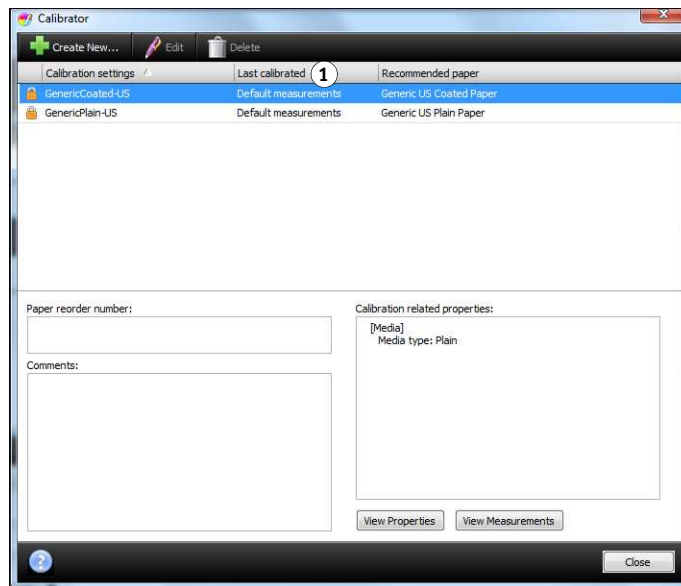 Calibrator
Create New... Edit Delete
Calibration settings Last calibrated 1 Recommended paper
GenericCoated-US Default measurements Generic US Coated Paper
GenericPlain-US Default measurements Generic US Plain Paper
Paper reorder number:
Comments:
Calibration related properties:
[Media]
Media type: Plain
View Properties View Measurements
? Close